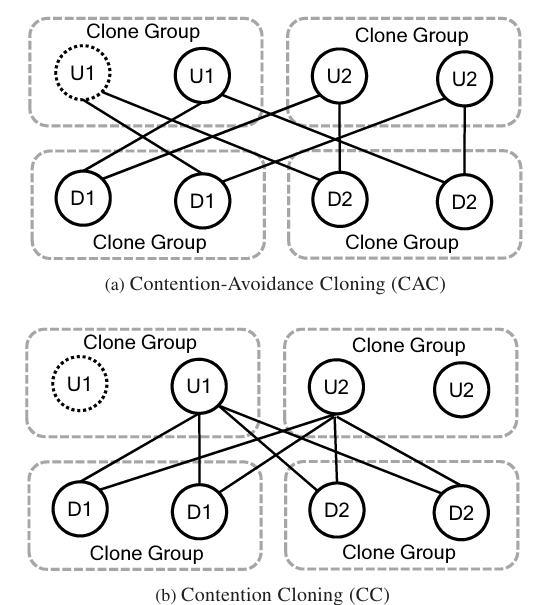 Clone Group Clone Group
U1 U1 U2 U2
D1 D1 D2 D2
Clone Group Clone Group
(a) Contention-Avoidance Cloning (CAC)
Clone Group Clone Group
U1 U1 U2 U2
D1 D1 D2 D2
Clone Group Clone Group
(b) Contention Cloning (CC)